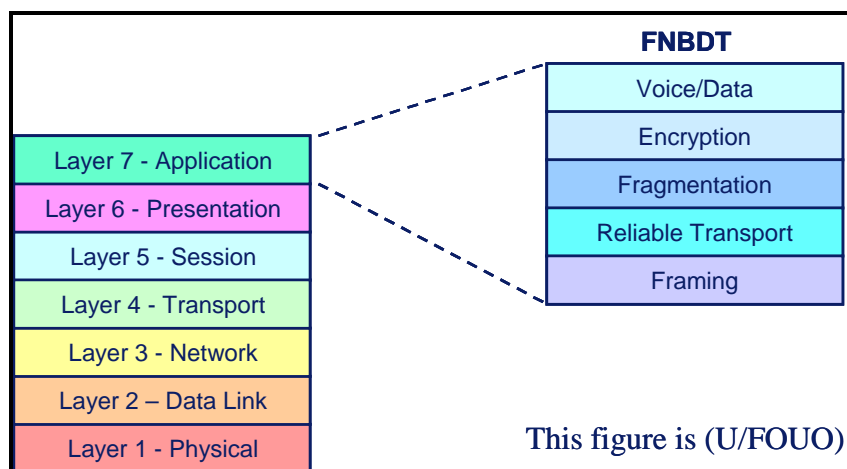 FNBDT
Voice/Data
Encryption
Fragmentation
Reliable Transport
Framing
Layer 7 - Application
Layer 6 - Presentation
Layer 5 - Session
Layer 4 - Transport
Layer 3 - Network
Layer 2 – Data Link
Layer 1 - Physical
This figure is (U/FOUO)